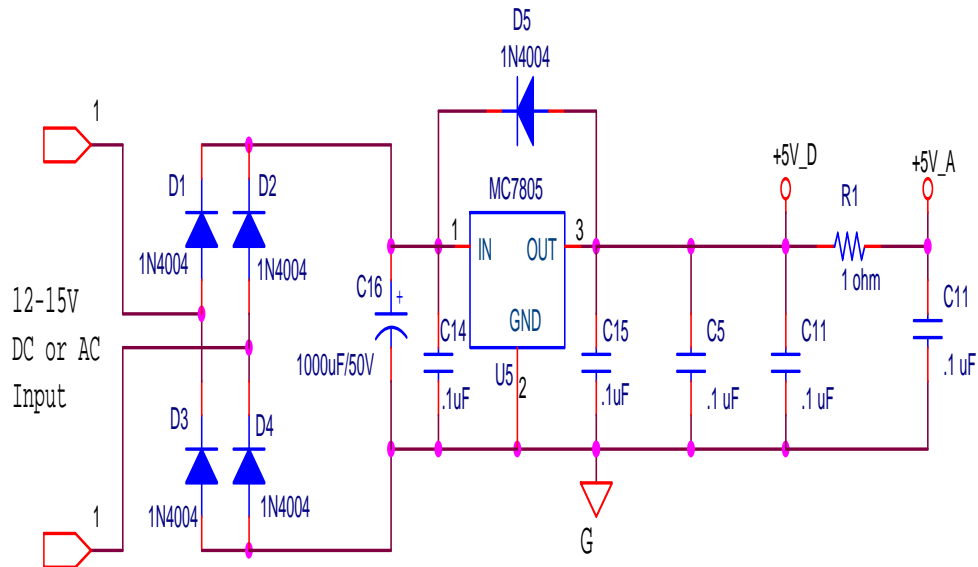 D5
1N4004
1
+5V_D
+5V_A
D1
D2
MC7805
R1
1
3
IN
OUT
1N4004
1N4004
1 ohm
12-15V
DC or AC
Input
C16
+
1000uF/50V
GND
C14
.1uF
U5
2
C15
.1uF
C5
.1 uF
C11
.1 uF
C11
.1 uF
D3
D4
1N4004
1N4004
1
G